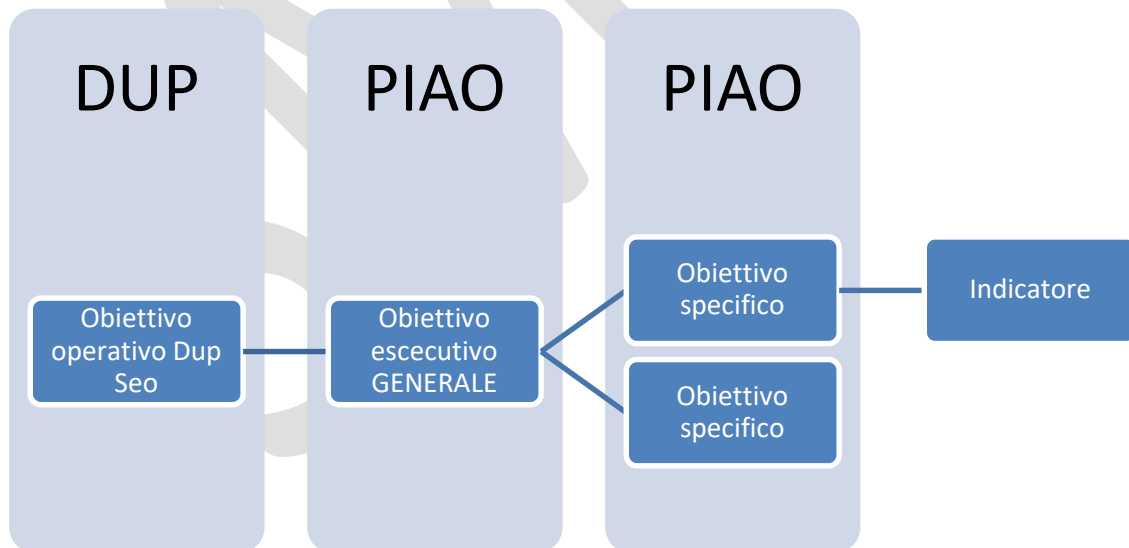 DUP
PIAO
PIAO
Obiettivo
operativo Dup
Seo
Obiettivo
escecutivo
GENERALE
Obiettivo
specifico
Obiettivo
specifico
Indicatore